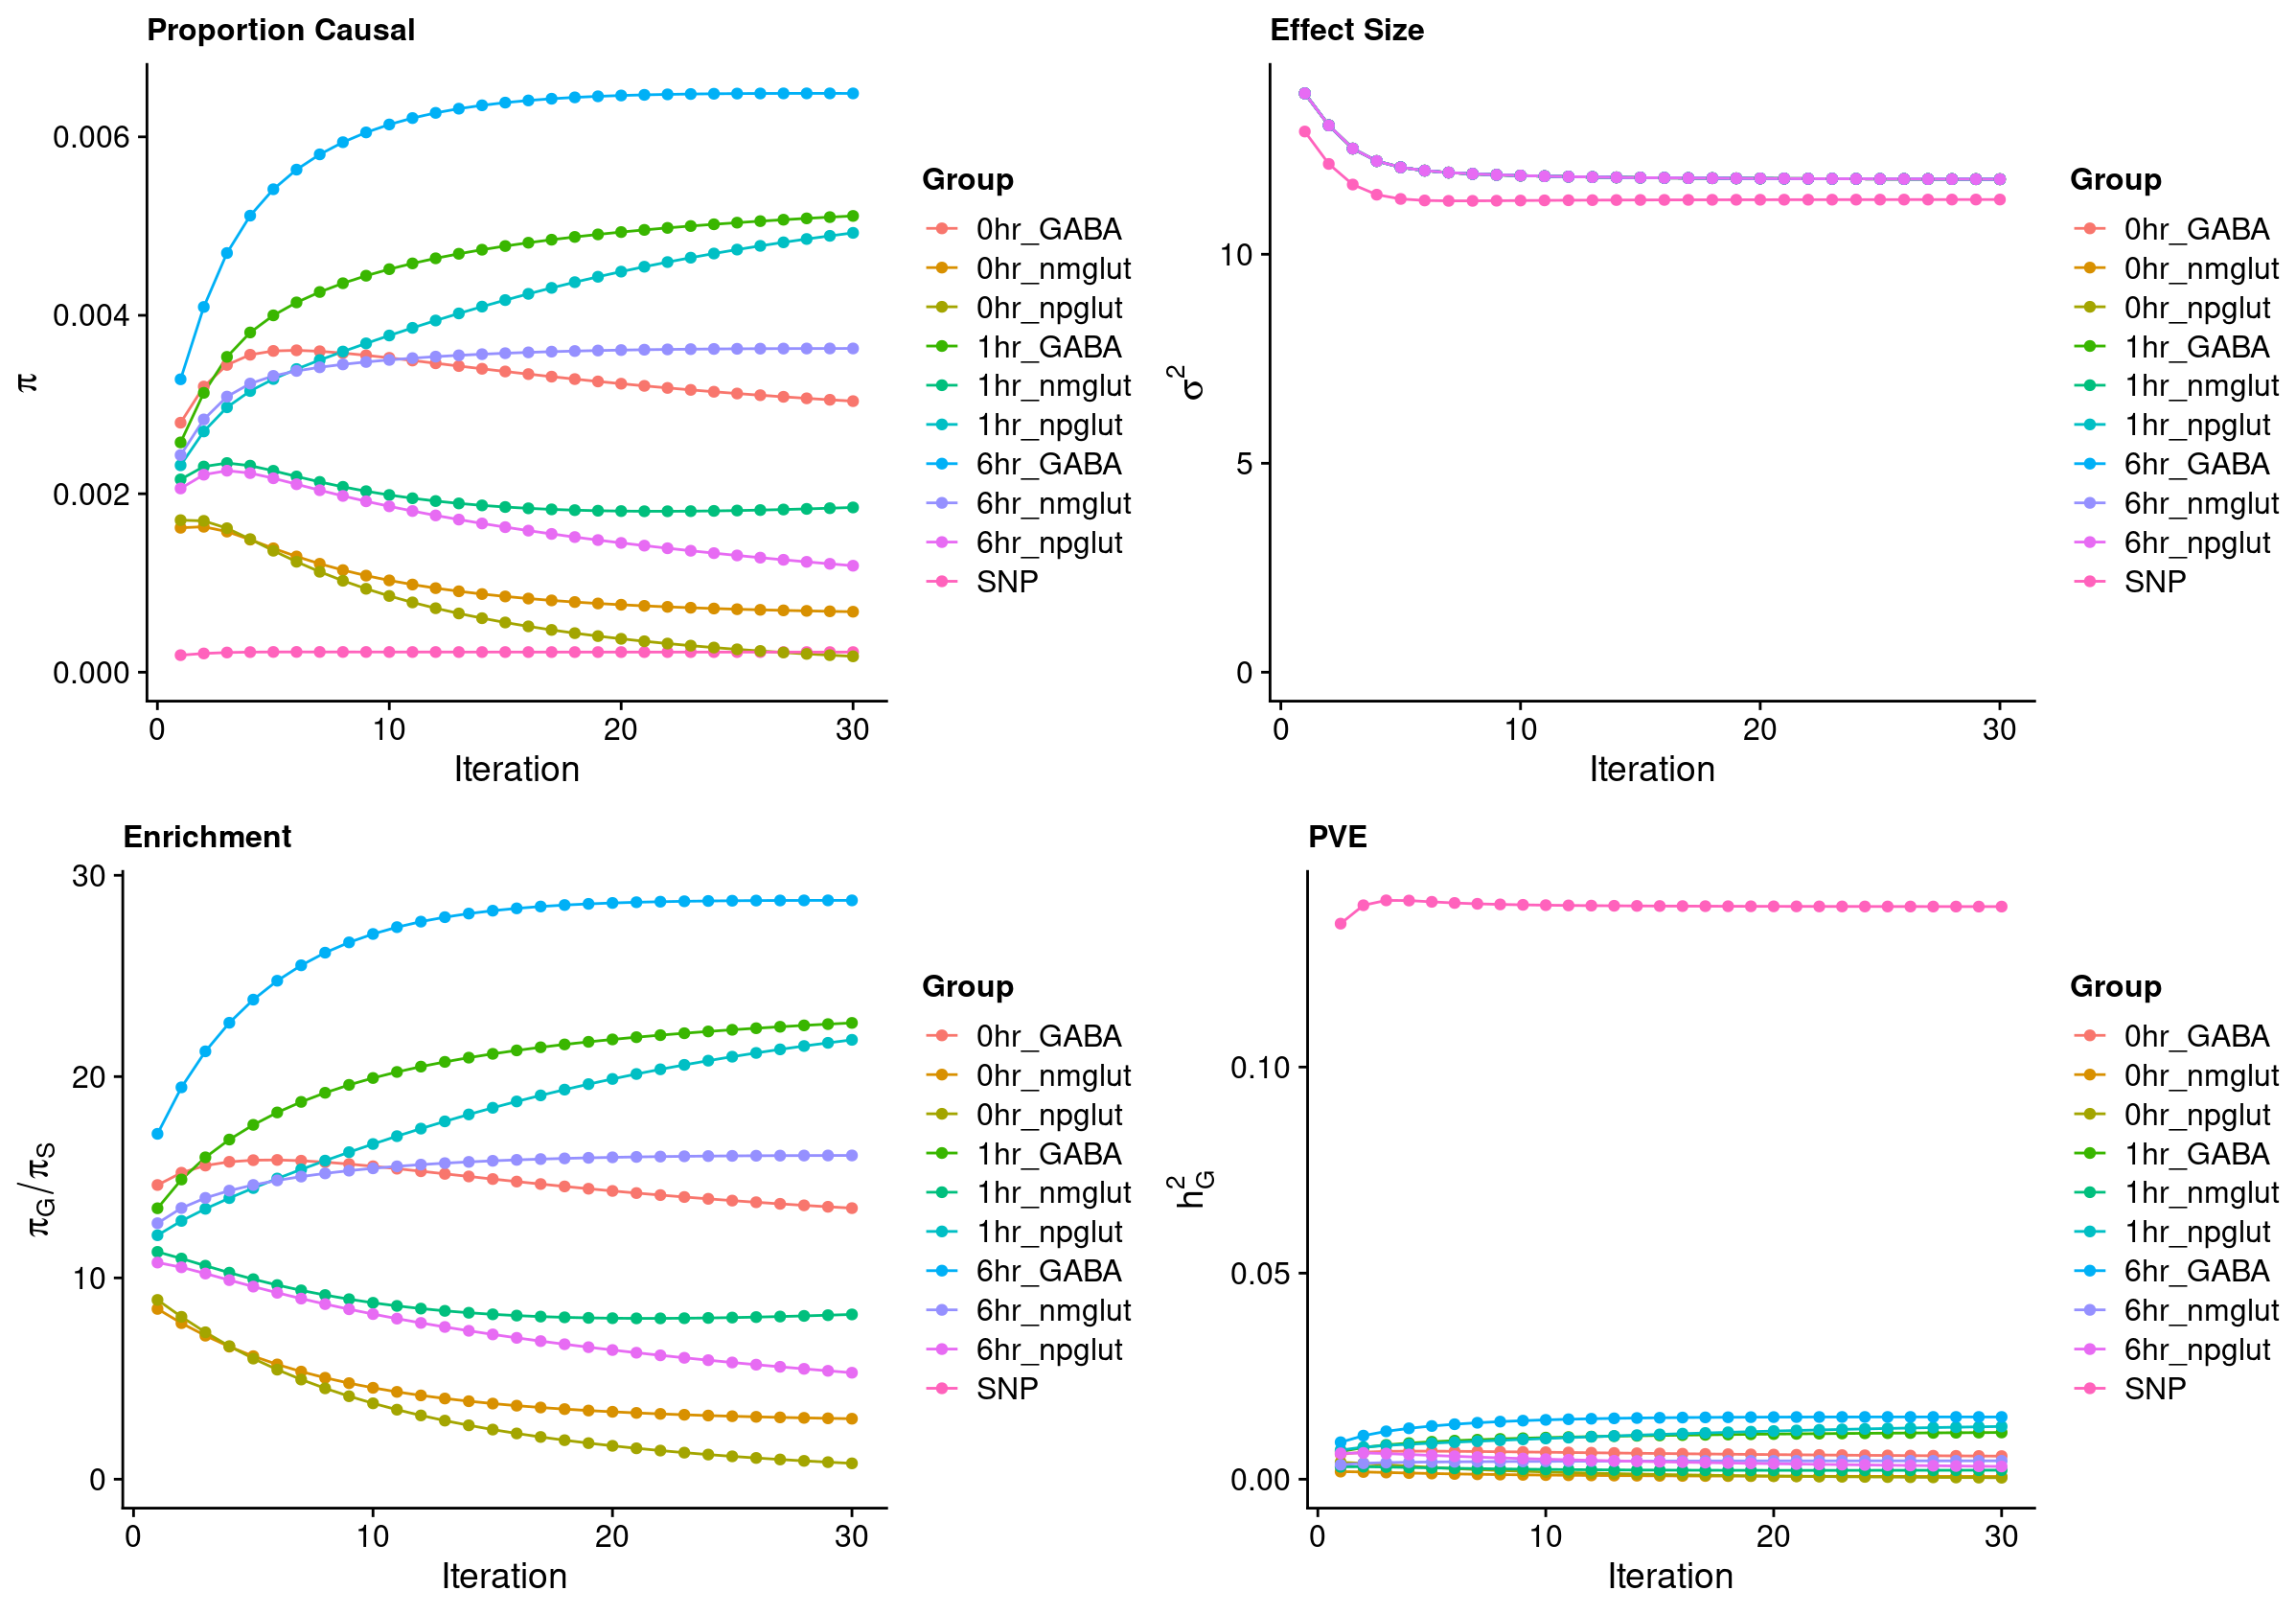 Proportion Causal
π
0.006
0.004
0.002
0.000
0
10
20
30
Iteration
Group
0hr_GABA
0hr_nmglut
0hr_npglut
1hr_GABA
1hr_nmglut
1hr_npglut
6hr_GABA
6hr_nmglut
6hr_npglut
SNP
Effect Size
σ²
10
5
0
0
10
20
30
Iteration
Group
0hr_GABA
0hr_nmglut
0hr_npglut
1hr_GABA
1hr_nmglut
1hr_npglut
6hr_GABA
6hr_nmglut
6hr_npglut
SNP
Enrichment
π_G/π_S
30
20
10
0
0
10
20
30
Iteration
Group
0hr_GABA
0hr_nmglut
0hr_npglut
1hr_GABA
1hr_nmglut
1hr_npglut
6hr_GABA
6hr_nmglut
6hr_npglut
SNP
PVE
h²_G
0.10
0.05
0.00
0
10
20
30
Iteration
Group
0hr_GABA
0hr_nmglut
0hr_npglut
1hr_GABA
1hr_nmglut
1hr_npglut
6hr_GABA
6hr_nmglut
6hr_npglut
SNP